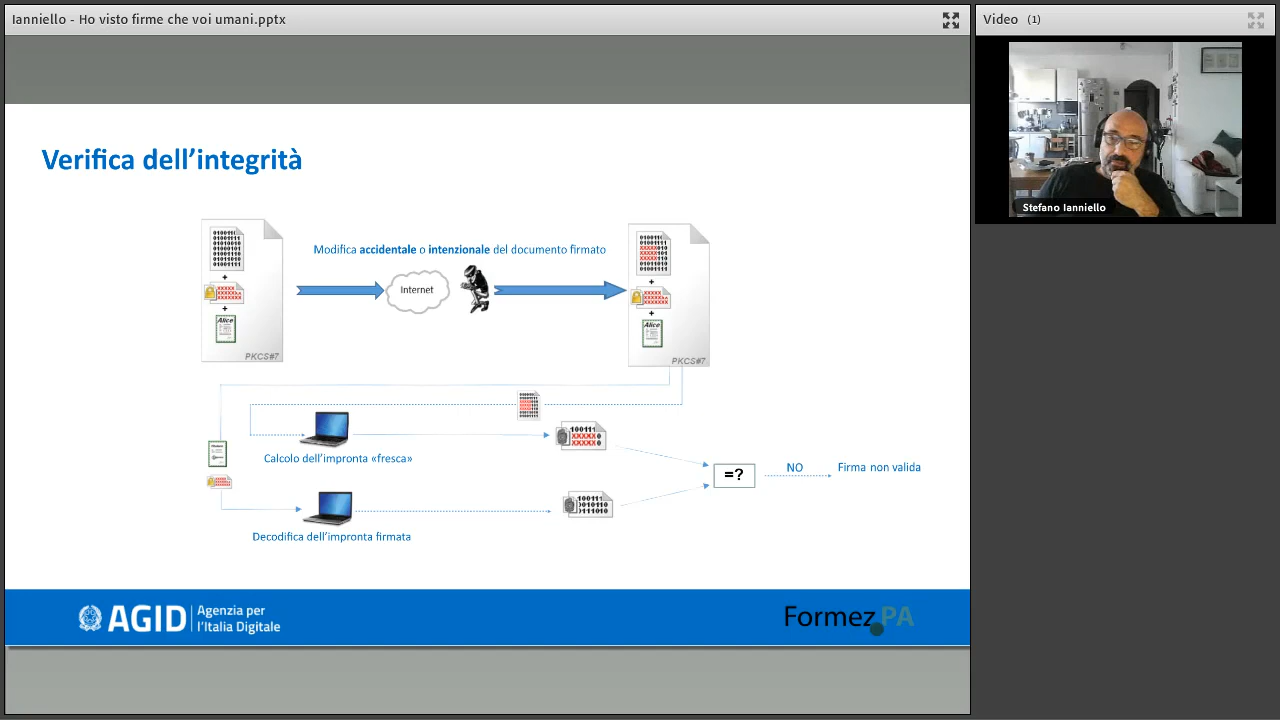 Ianniello - Ho visto firme che voi umani.pptx
Video (1)
Stefano Ianniello
Verifica dell'integrità
Modifica accidentale o intenzionale del documento firmato
Internet
+
+
Alice
PKCS#7
+
+
Alice
PKCS#7
Calcolo dell'impronta «fresca»
=?
NO
Firma non valida
Decodifica dell'impronta firmata
AGID
Agenzia per
l'Italia Digitale
Formez PA